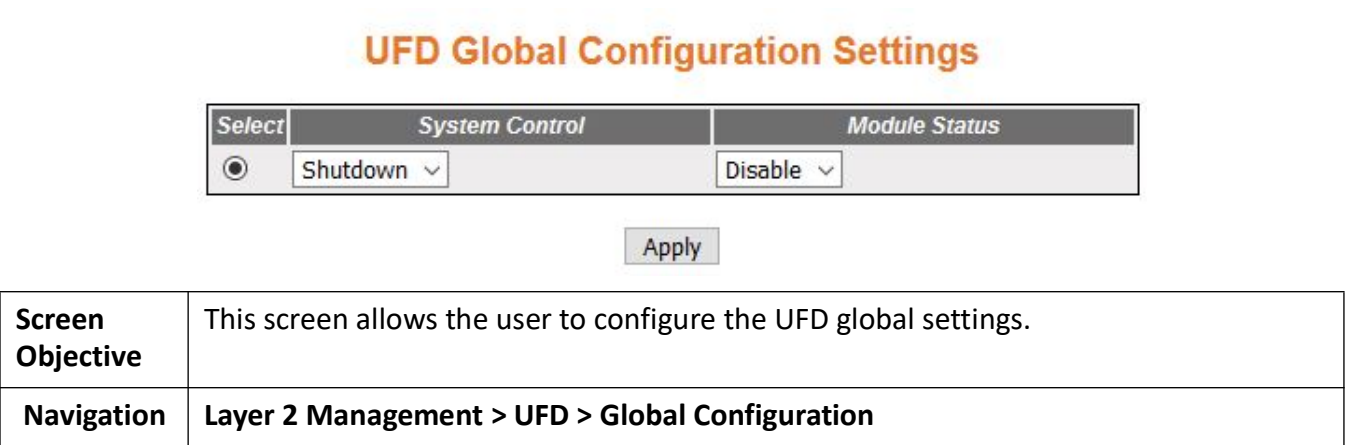 UFD Global Configuration Settings
Select System Control Module Status
Shutdown Disable
Apply
Screen Objective This screen allows the user to configure the UFD global settings.
Navigation Layer 2 Management > UFD > Global Configuration